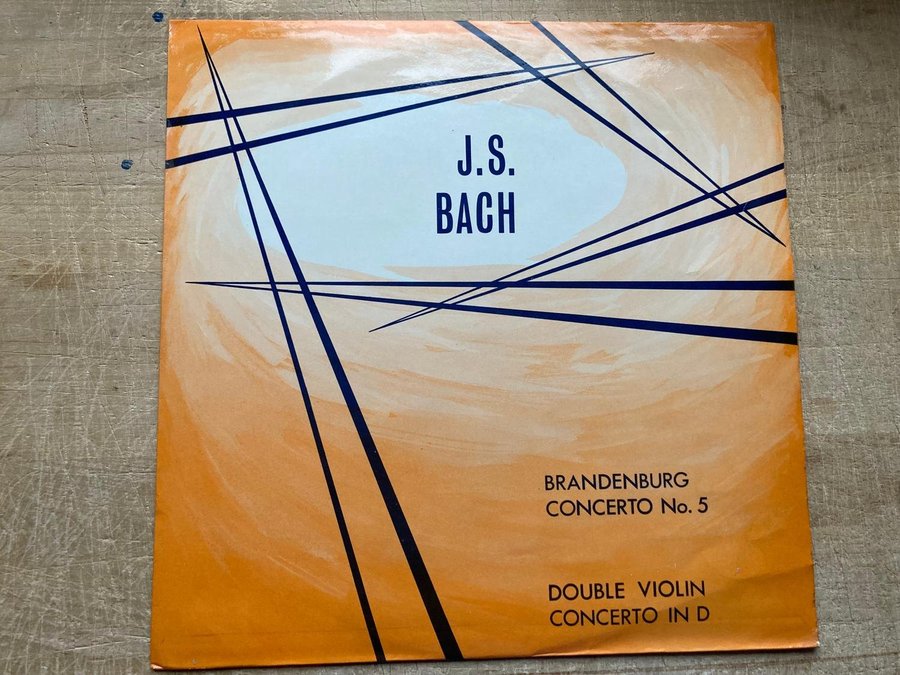 J.S.
BACH
BRANDENBURG
CONCERTO No. 5
DOUBLE VIOLIN
CONCERTO IN D